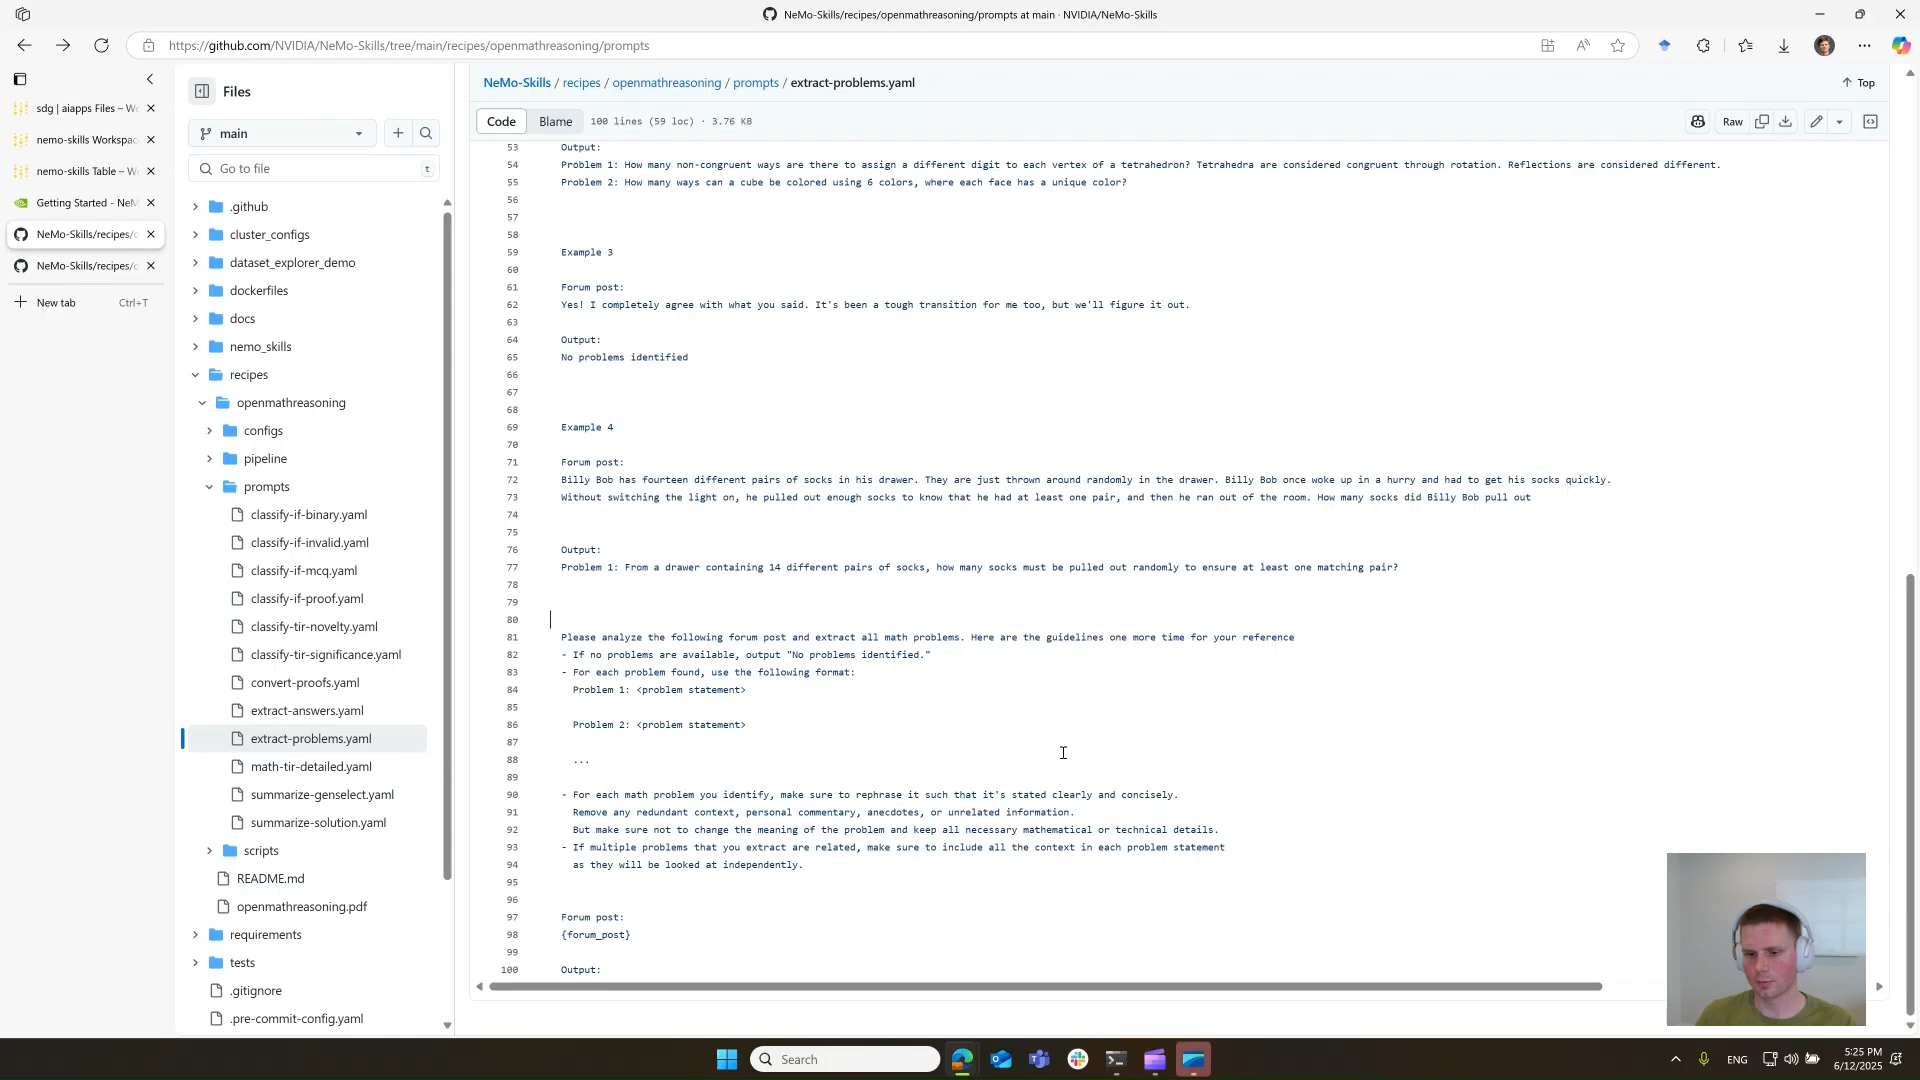 NeMo-Skills/recipes/openmathreasoning/prompts at main · NVIDIA/NeMo-Skills
https://github.com/NVIDIA/NeMo-Skills/tree/main/recipes/openmathreasoning/prompts
sdg | aiapps Files – W
nemo-skills Workspac
nemo-skills Table – W
Getting Started - NeM
NeMo-Skills/recipes/
NeMo-Skills/recipes/
New tab Ctrl+T
Files
main
Go to file t
.github
cluster_configs
dataset_explorer_demo
dockerfiles
docs
nemo_skills
recipes
openmathreasoning
configs
pipeline
prompts
classify-if-binary.yaml
classify-if-invalid.yaml
classify-if-mcq.yaml
classify-if-proof.yaml
classify-tir-novelty.yaml
classify-tir-significance.yaml
convert-proofs.yaml
extract-answers.yaml
extract-problems.yaml
math-tir-detailed.yaml
summarize-genselect.yaml
summarize-solution.yaml
scripts
README.md
openmathreasoning.pdf
requirements
tests
.gitignore
.pre-commit-config.yaml
NeMo-Skills / recipes / openmathreasoning / prompts / extract-problems.yaml
Top
Code Blame 100 lines (59 loc) · 3.76 KB
Raw
53 Output:
54 Problem 1: How many non-congruent ways are there to assign a different digit to each vertex of a tetrahedron? Tetrahedra are considered congruent through rotation. Reflections are considered different.
55 Problem 2: How many ways can a cube be colored using 6 colors, where each face has a unique color?
56
57
58
59 Example 3
60
61 Forum post:
62 Yes! I completely agree with what you said. It's been a tough transition for me too, but we'll figure it out.
63
64 Output:
65 No problems identified
66
67
68
69 Example 4
70
71 Forum post:
72 Billy Bob has fourteen different pairs of socks in his drawer. They are just thrown around randomly in the drawer. Billy Bob once woke up in a hurry and had to get his socks quickly.
73 Without switching the light on, he pulled out enough socks to know that he had at least one pair, and then he ran out of the room. How many socks did Billy Bob pull out
74
75
76 Output:
77 Problem 1: From a drawer containing 14 different pairs of socks, how many socks must be pulled out randomly to ensure at least one matching pair?
78
79
80
81 Please analyze the following forum post and extract all math problems. Here are the guidelines one more time for your reference
82 - If no problems are available, output "No problems identified."
83 - For each problem found, use the following format:
84 Problem 1: <problem statement>
85
86 Problem 2: <problem statement>
87
88 ...
89
90 - For each math problem you identify, make sure to rephrase it such that it's stated clearly and concisely.
91 Remove any redundant context, personal commentary, anecdotes, or unrelated information.
92 But make sure not to change the meaning of the problem and keep all necessary mathematical or technical details.
93 - If multiple problems that you extract are related, make sure to include all the context in each problem statement
94 as they will be looked at independently.
95
96
97 Forum post:
98 {forum_post}
99
100 Output:
Search
ENG
5:25 PM
6/12/2025